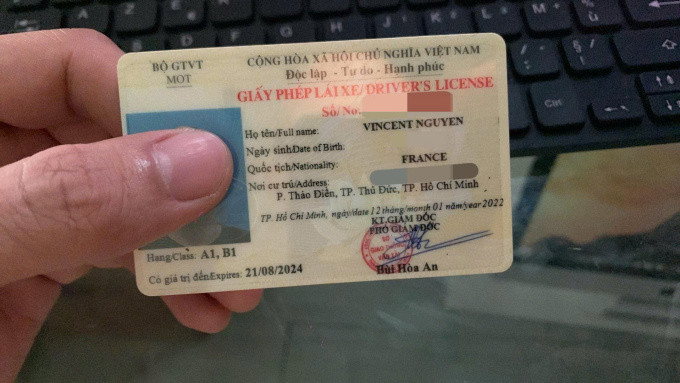 BỘ GTVT
MOT
CỘNG HÒA XÃ HỘI CHỦ NGHĨA VIỆT NAM
Độc lập - Tự do - Hạnh phúc
GIẤY PHÉP LÁI XE/DRIVER'S LICENSE
Số/No:
Họ tên/Full name: VINCENT NGUYEN
Ngày sinh/Date of Birth:
Quốc tịch/Nationality: FRANCE
Nơi cư trú/Address:
P. Thảo Điền, TP. Thủ Đức, TP. Hồ Chí Minh
TP. Hồ Chí Minh, ngày/date 12 tháng/month 01 năm/year 2022
KT.GIÁM ĐỐC
PHÓ GIÁM ĐỐC
Hạng/Class: A1, B1
Có giá trị đến/Expires: 21/08/2024
Bùi Hòa An
Ctrl